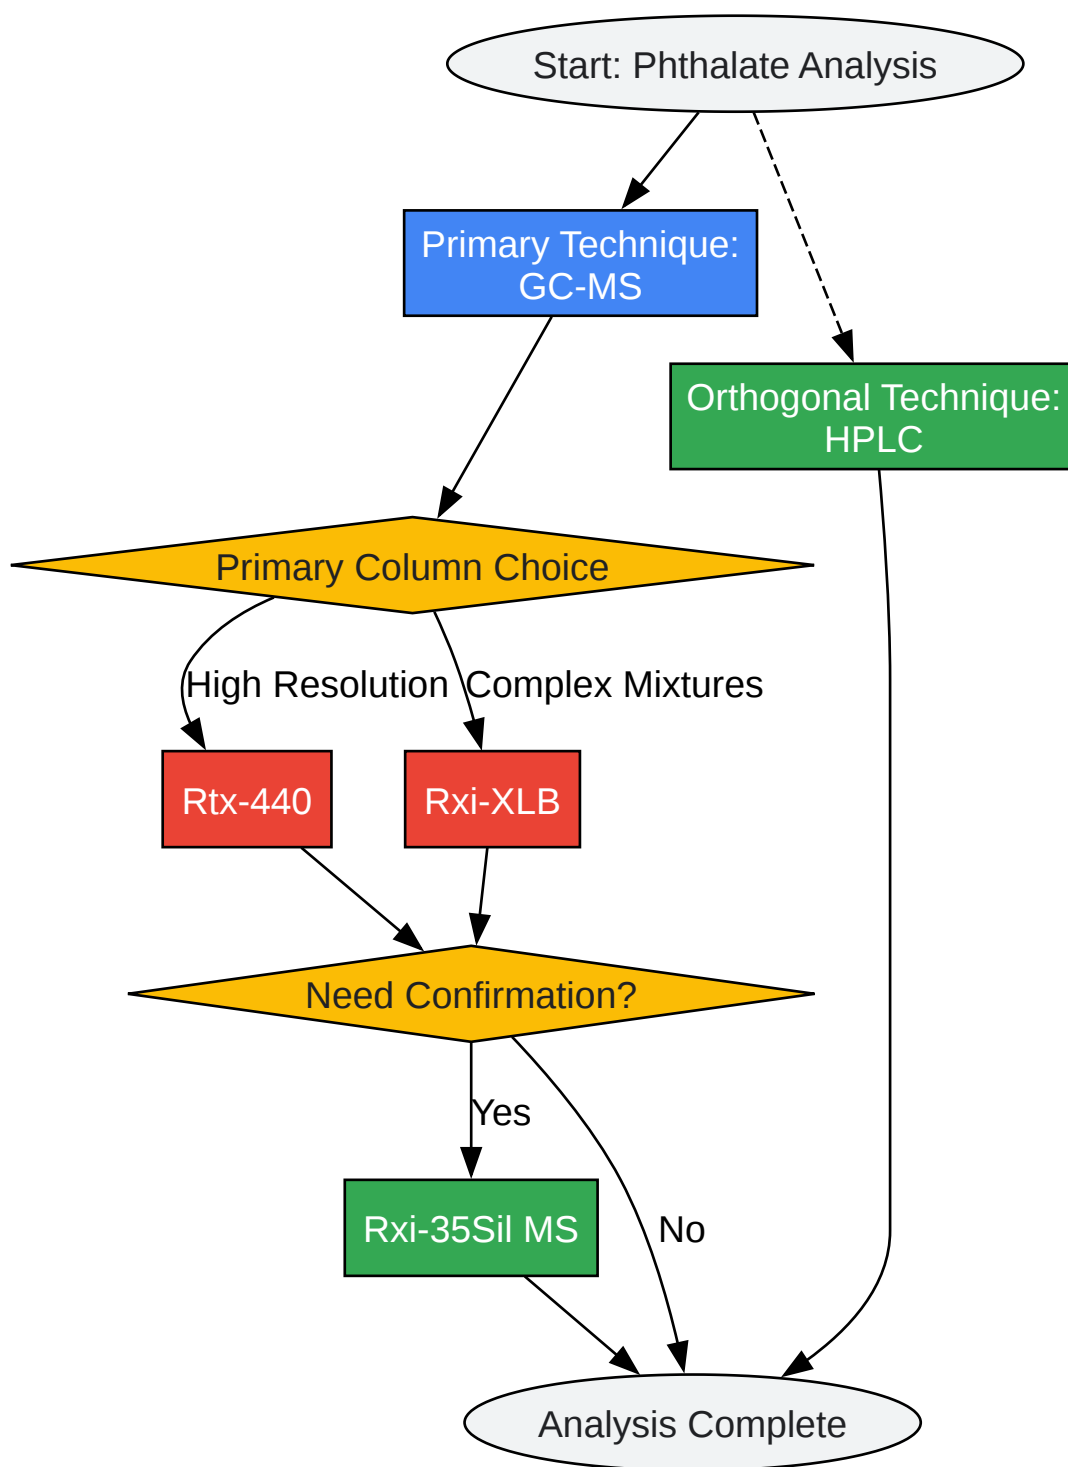 Start: Phthalate Analysis
Primary Technique:
GC-MS
Orthogonal Technique:
HPLC
Primary Column Choice
High Resolution
Complex Mixtures
Rtx-440
Rxi-XLB
Need Confirmation?
Yes
Rxi-35Sil MS
No
Analysis Complete